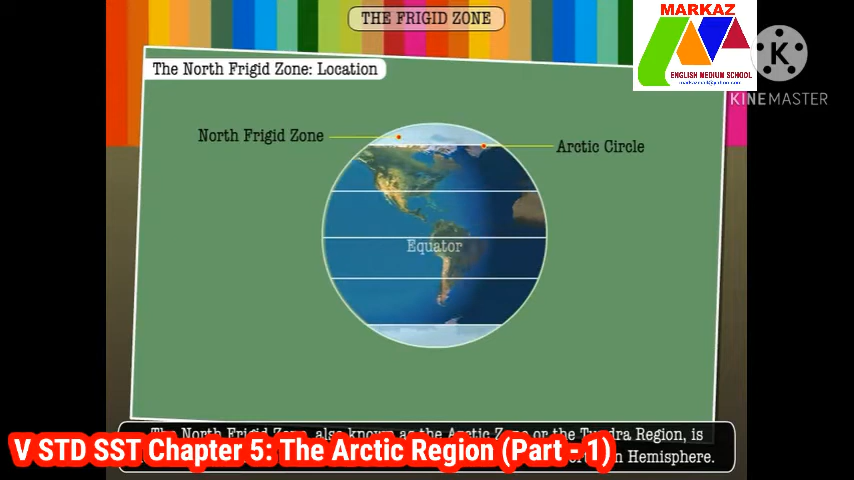 THE FRIGID ZONE
MARKAZ
ENGLISH MEDIUM SCHOOL
K
KINEMASTER
The North Frigid Zone: Location
North Frigid Zone
Arctic Circle
Equator
The North Frigid Zone, also known as the Arctic Zone or the Tundra Region, is
Hemisphere.
V STD SST Chapter 5: The Arctic Region (Part - 1)